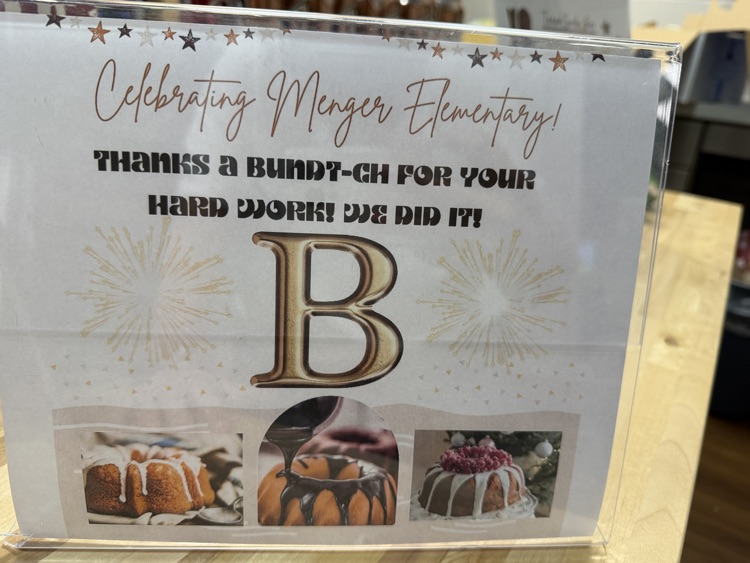 Celebrating Menger Elementary!
THANKS A BUNDT-CH FOR YOUR
HARD WORK! WE DID IT!
B